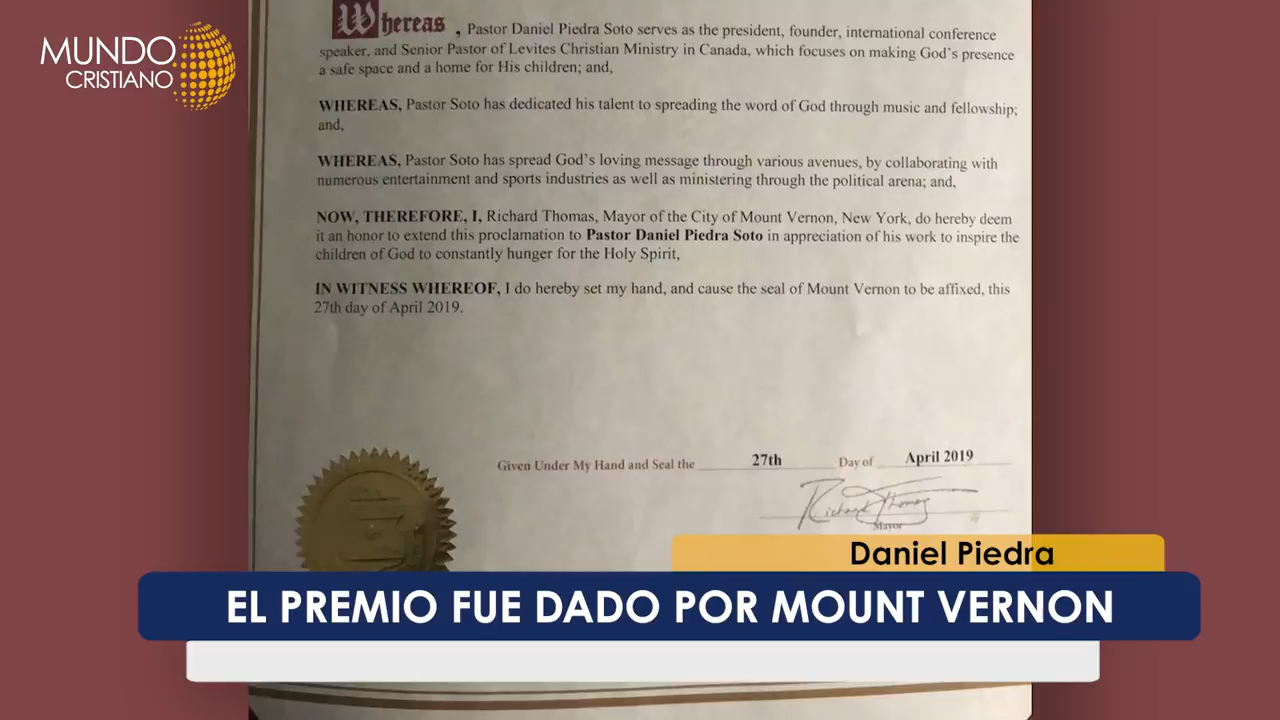 MUNDO
CRISTIANO
Whereas, Pastor Daniel Piedra Soto serves as the president, founder, international conference
speaker, and Senior Pastor of Levites Christian Ministry in Canada, which focuses on making God's presence
a safe space and a home for His children; and,
WHEREAS, Pastor Soto has dedicated his talent to spreading the word of God through music and fellowship;
and,
WHEREAS, Pastor Soto has spread God's loving message through various avenues, by collaborating with
numerous entertainment and sports industries as well as ministering through the political arena; and,
NOW, THEREFORE, I, Richard Thomas, Mayor of the City of Mount Vernon, New York, do hereby deem
it an honor to extend this proclamation to Pastor Daniel Piedra Soto in appreciation of his work to inspire the
children of God to constantly hunger for the Holy Spirit,
IN WITNESS WHEREOF, I do hereby set my hand, and cause the seal of Mount Vernon to be affixed, this
27th day of April 2019.
Given Under My Hand and Seal the 27th Day of April 2019
Richard Thomas
Mayor
Daniel Piedra
EL PREMIO FUE DADO POR MOUNT VERNON